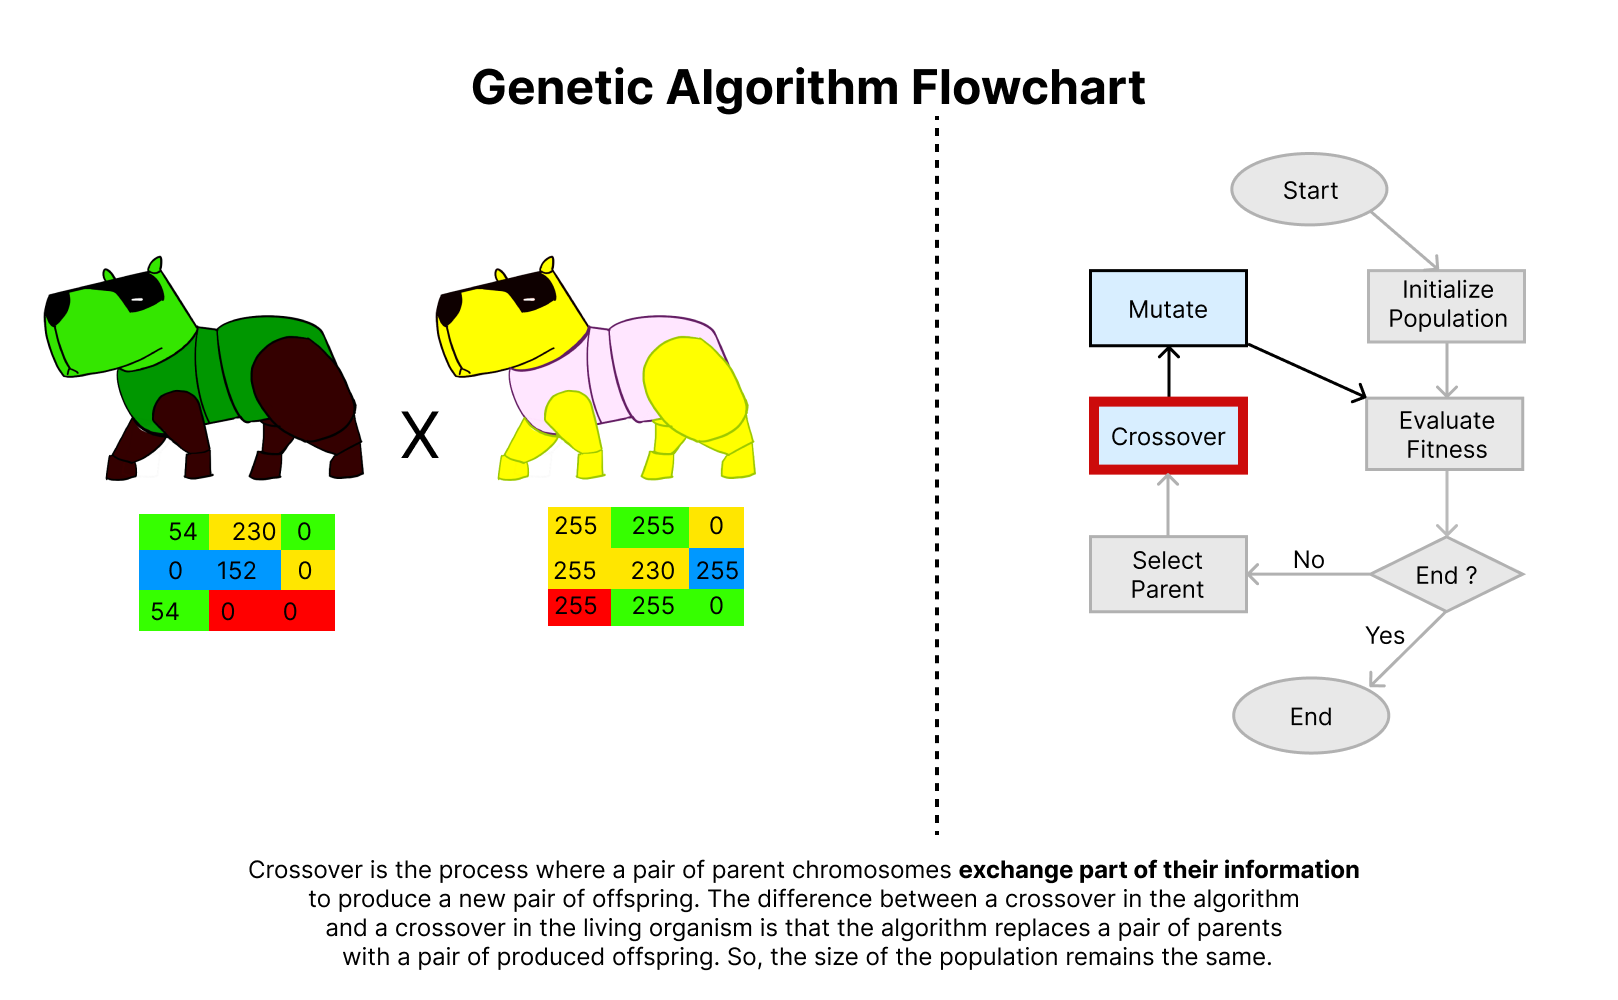 Genetic Algorithm Flowchart
X
54 230 0
0 152 0
54 0 0
255 255 0
255 230 255
255 255 0
Start
Initialize
Population
Mutate
Crossover
Evaluate
Fitness
Select
Parent
No
End ?
Yes
End
Crossover is the process where a pair of parent chromosomes exchange part of their information
to produce a new pair of offspring. The difference between a crossover in the algorithm
and a crossover in the living organism is that the algorithm replaces a pair of parents
with a pair of produced offspring. So, the size of the population remains the same.